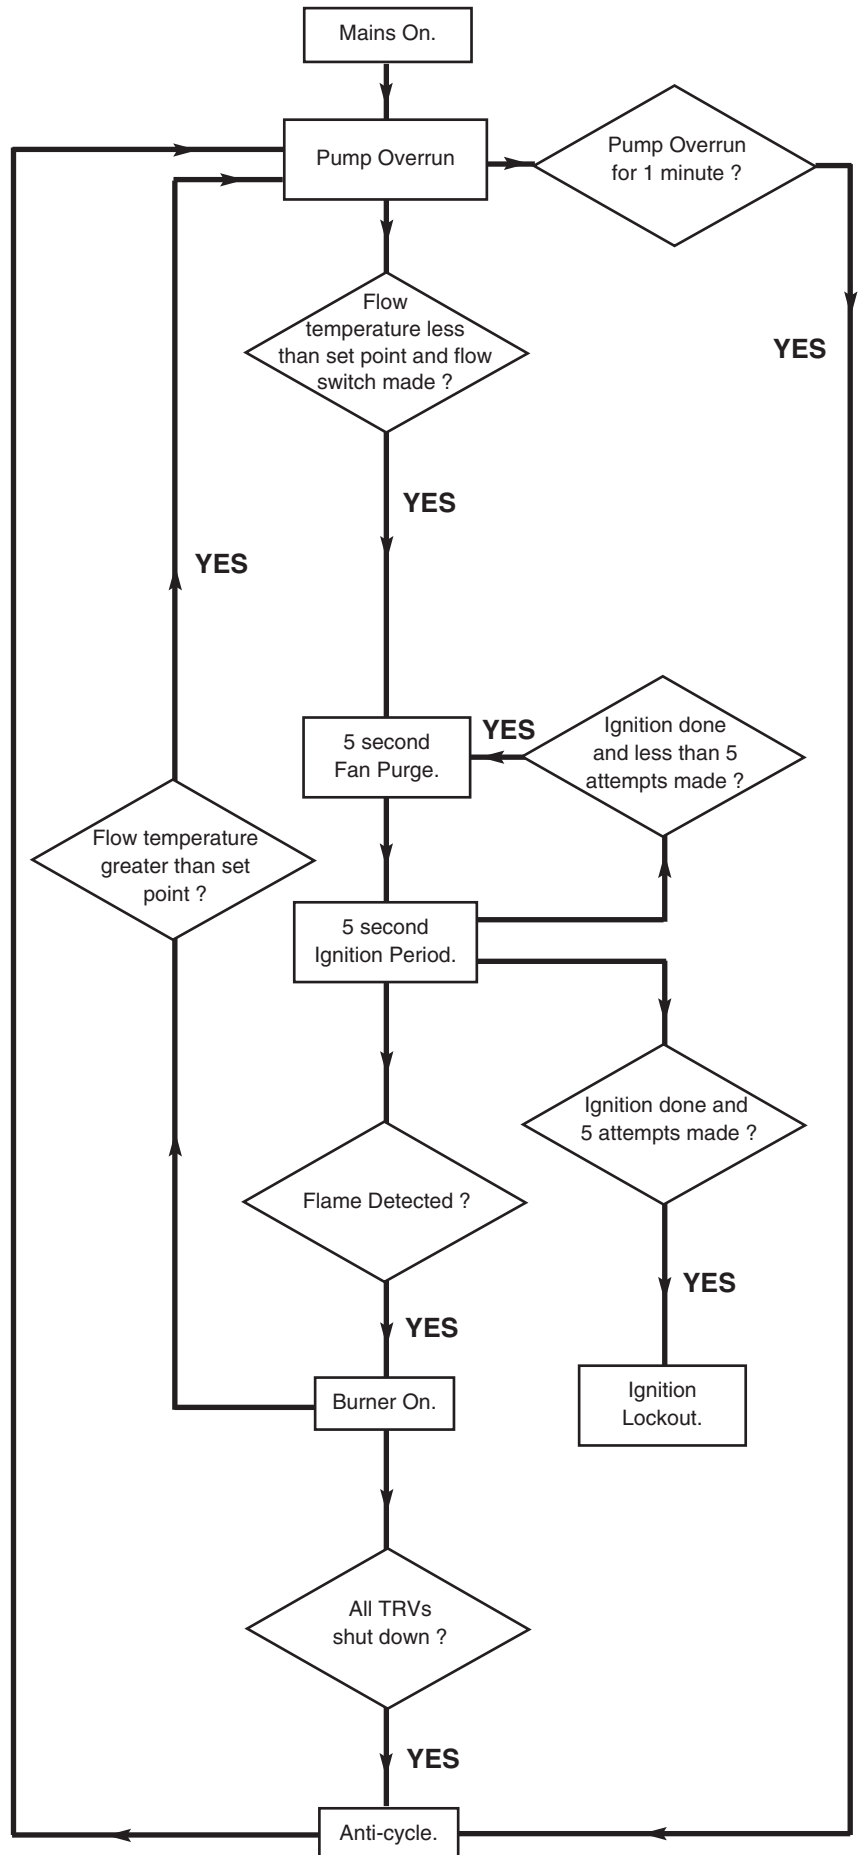 Mains On.
Pump Overrun
Pump Overrun
for 1 minute ?
Flow
temperature less
than set point and flow
switch made ?
YES
YES
YES
5 second
Fan Purge.
YES
Ignition done
and less than 5
attempts made ?
Flow temperature
greater than set
point ?
5 second
Ignition Period.
Ignition done and
5 attempts made ?
Flame Detected ?
YES
YES
Burner On.
Ignition
Lockout.
All TRVs
shut down ?
YES
Anti-cycle.